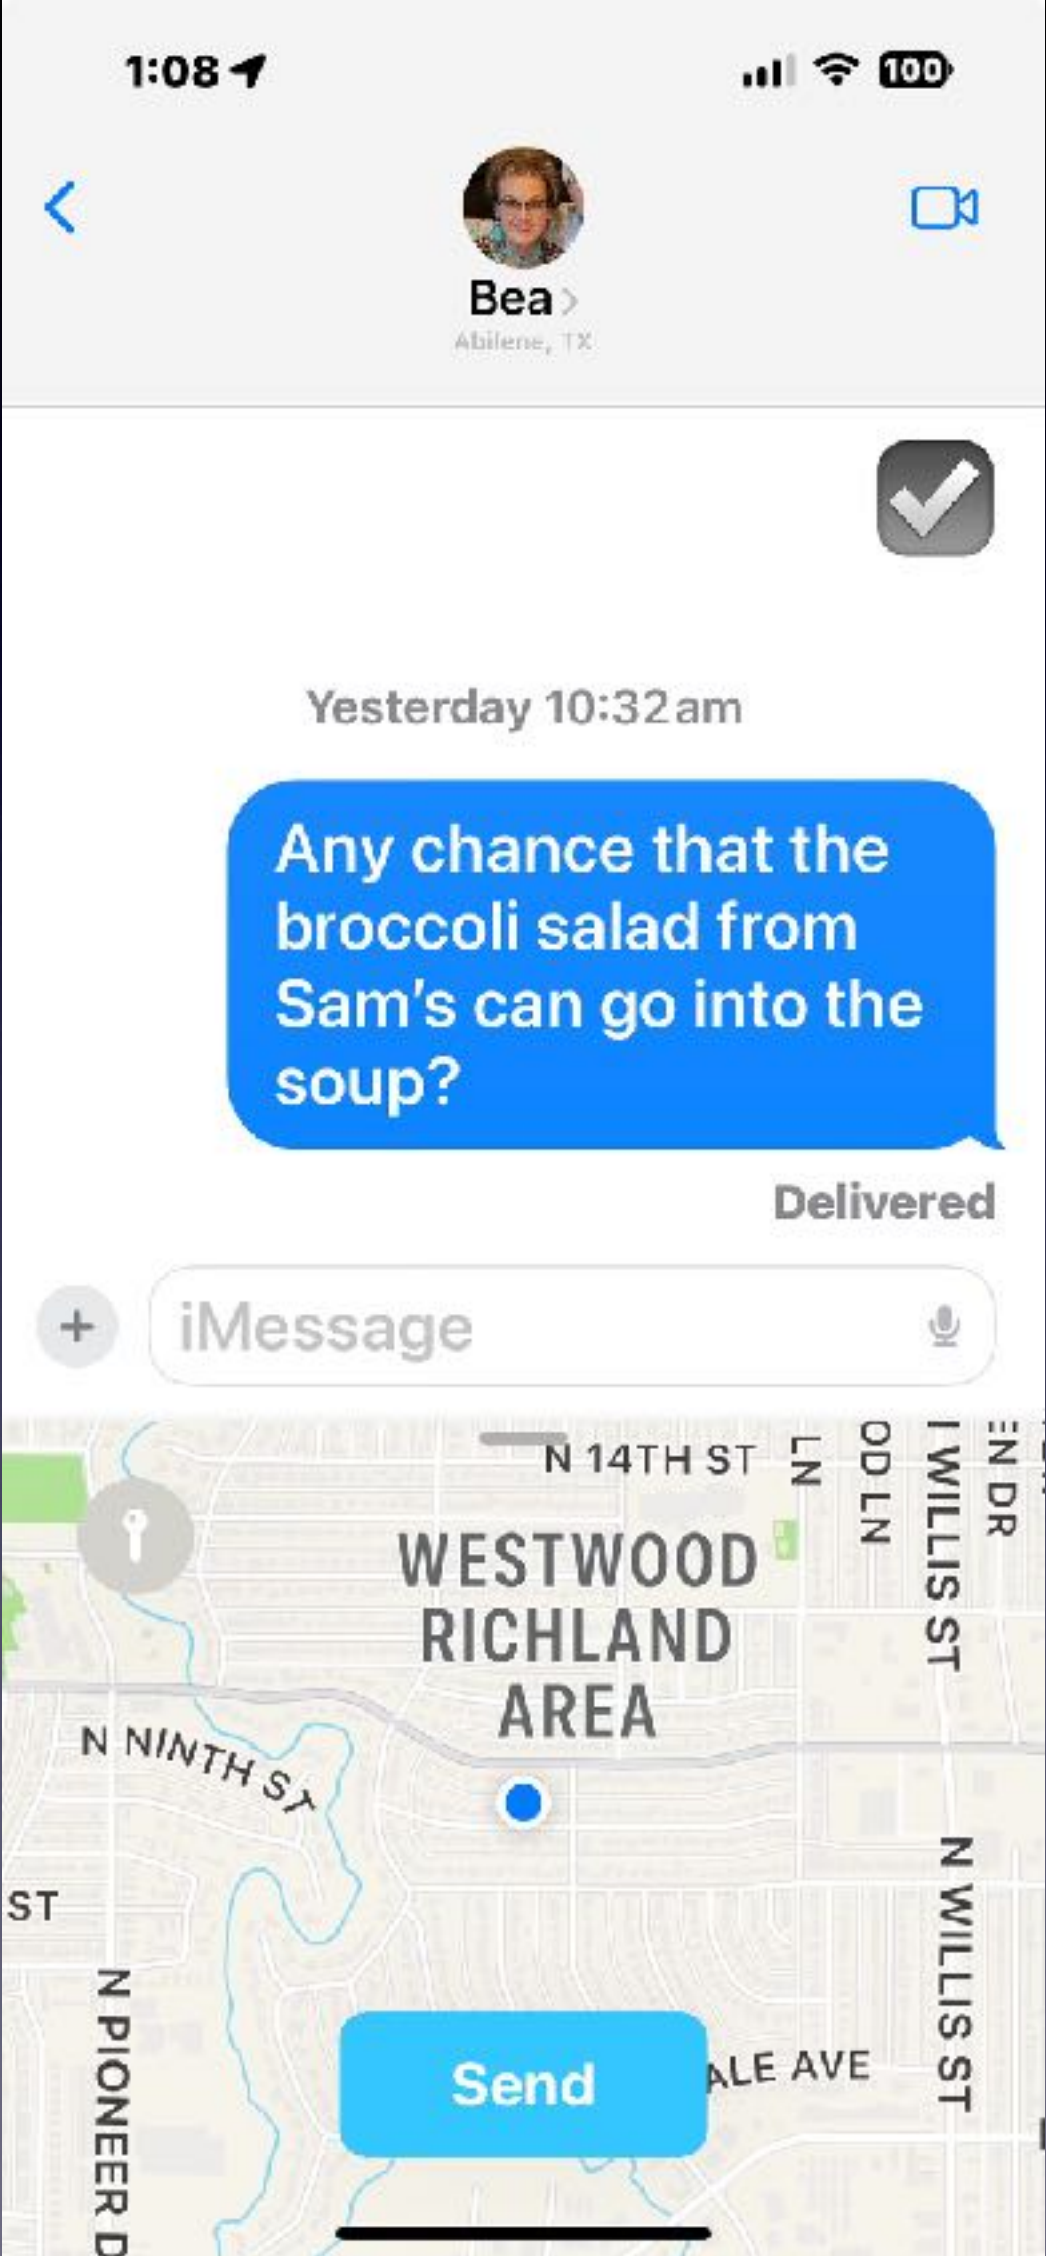 1:08
100
Bea
Abilene, TX
Yesterday 10:32 am
Any chance that the
broccoli salad from
Sam's can go into the
soup?
Delivered
iMessage
N 14TH ST
LN
OD LN
WILLIS ST
EN DR
WESTWOOD
RICHLAND
AREA
N NINTH ST
ST
N WILLIS ST
N PIONEER D
Send
ALE AVE